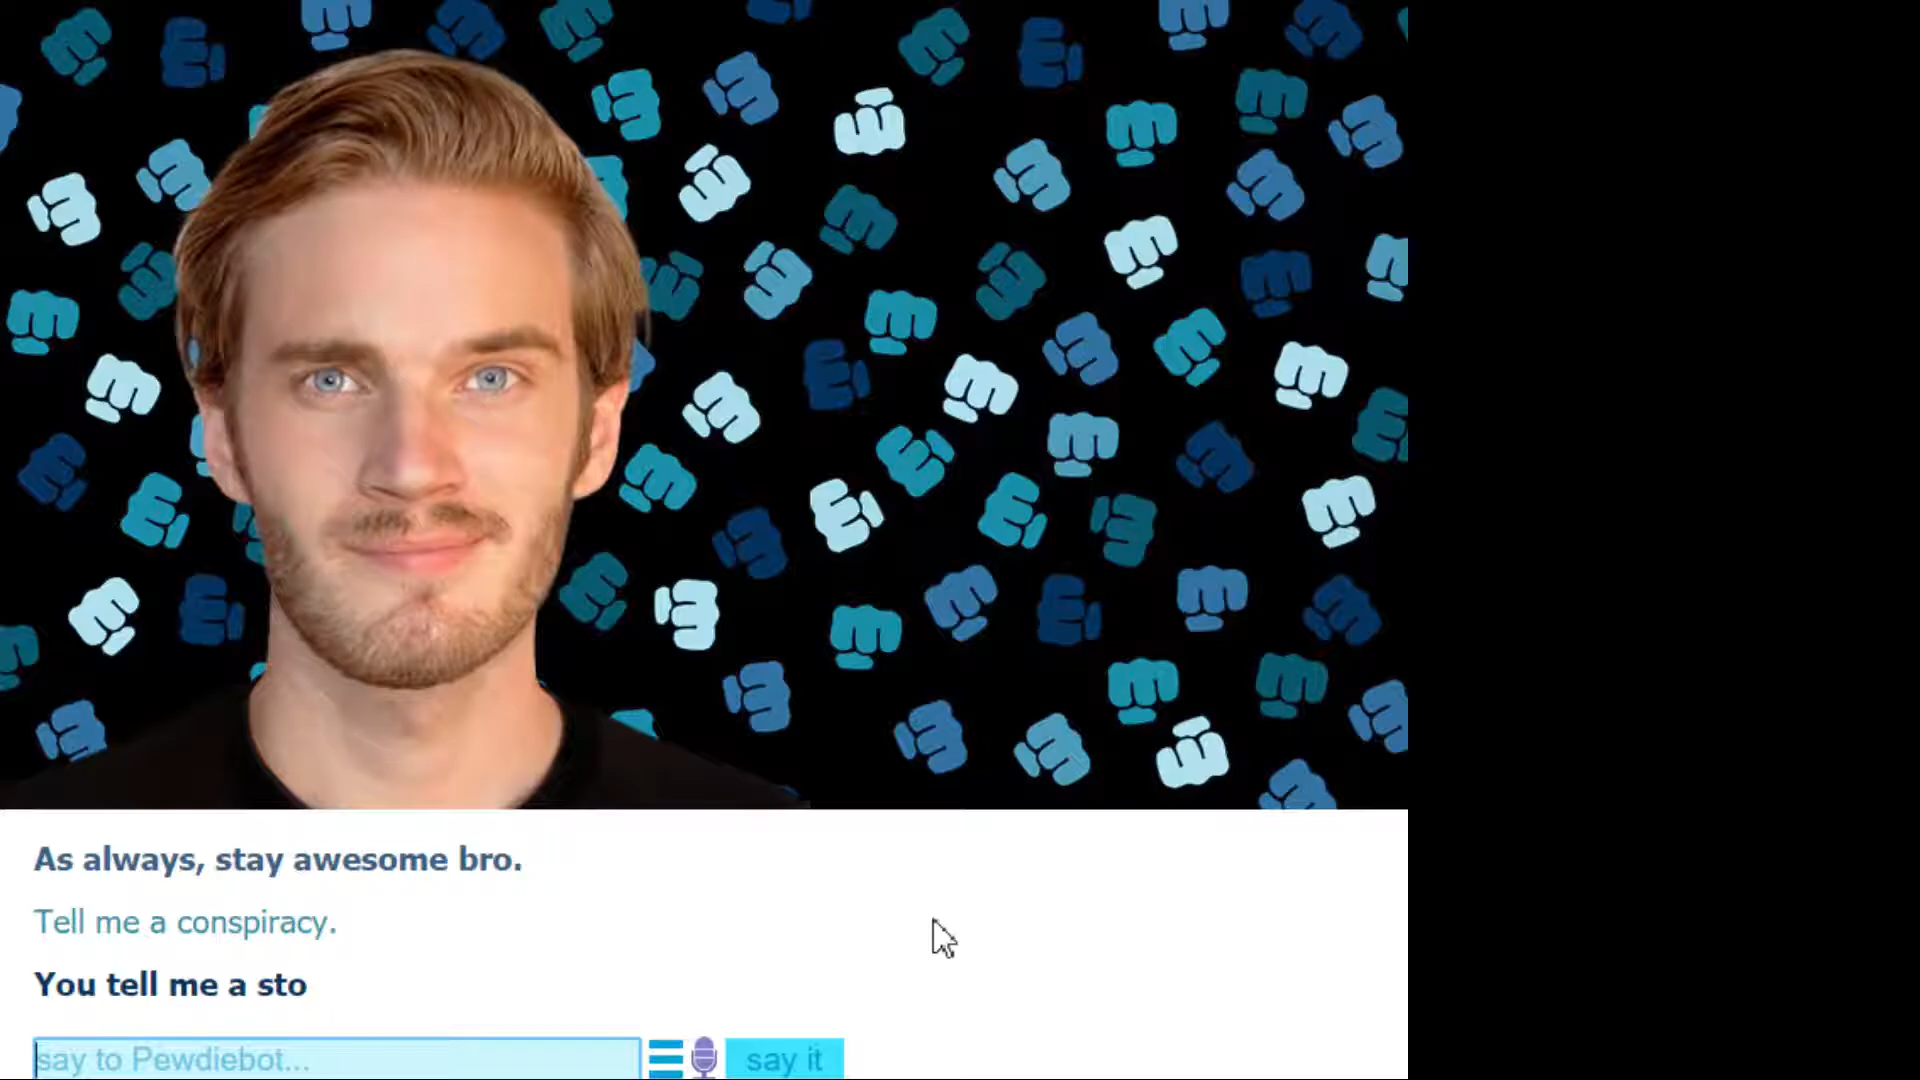 As always, stay awesome bro.
Tell me a conspiracy.
You tell me a sto
say to Pewdiebot...
say it